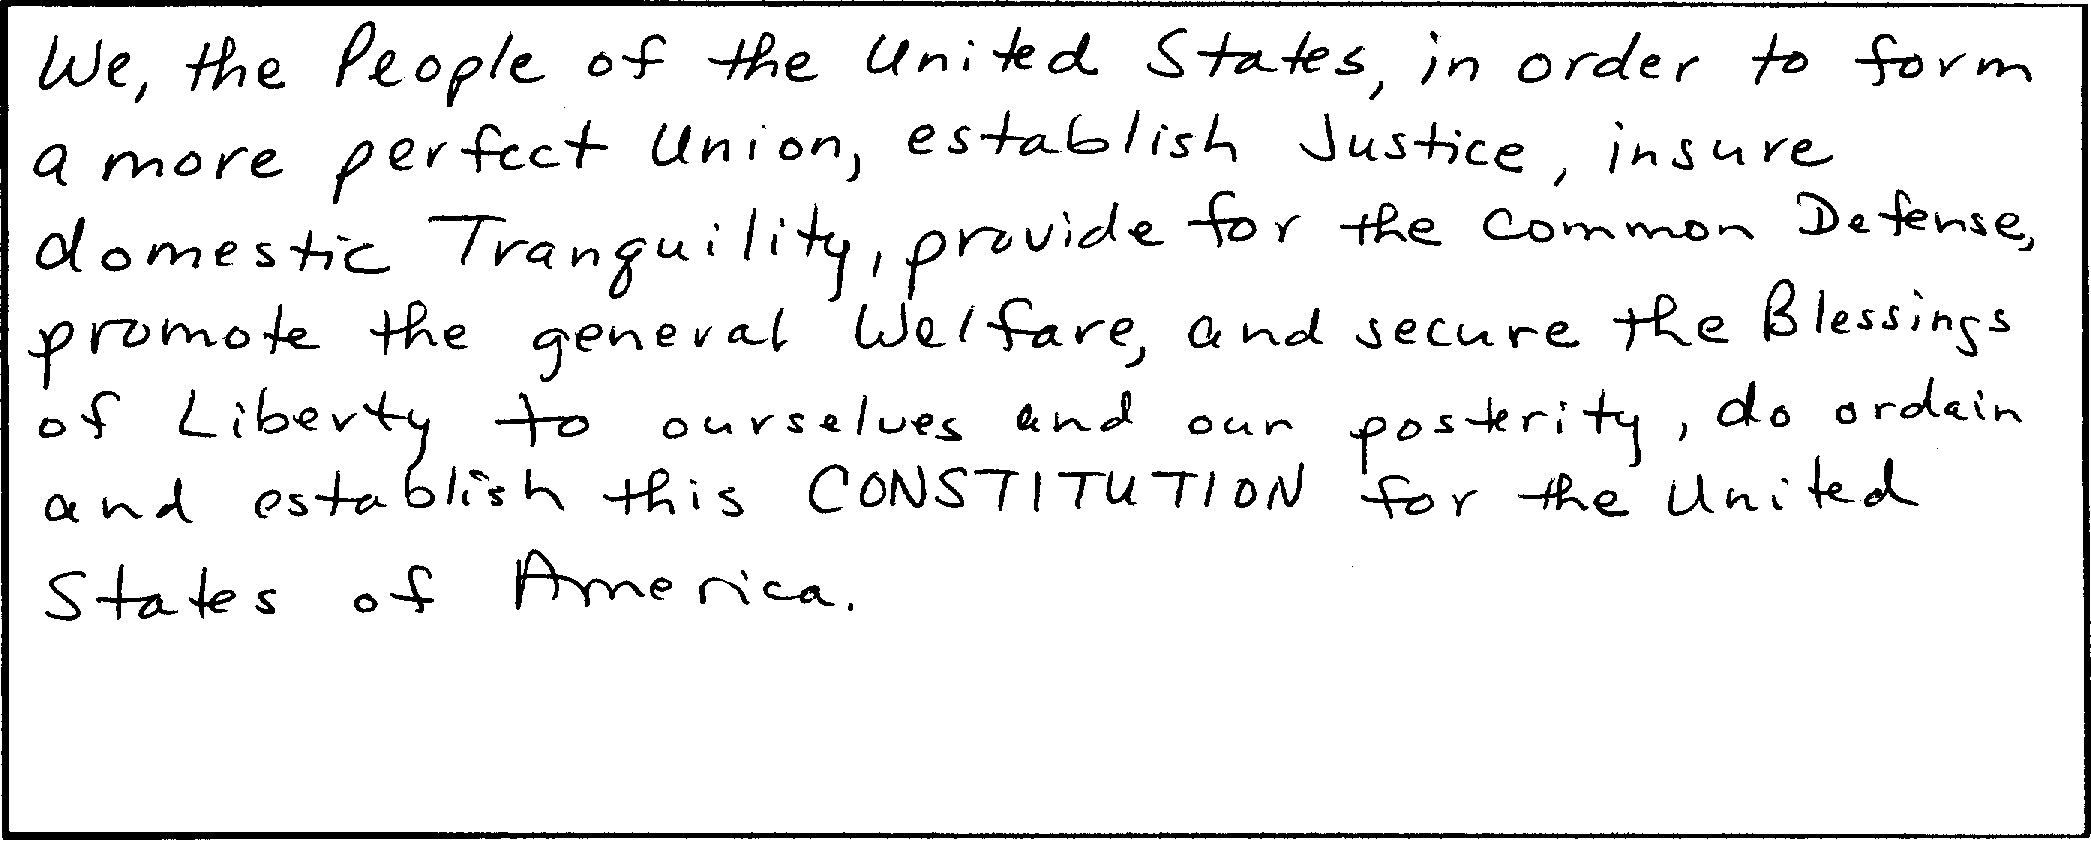 We, the People of the United States, in order to form
a more perfect Union, establish Justice, insure
domestic Tranquility, provide for the common Defense,
promote the general Welfare, and secure the Blessings
of Liberty to ourselves and our posterity, do ordain
and establish this CONSTITUTION for the United
States of America.